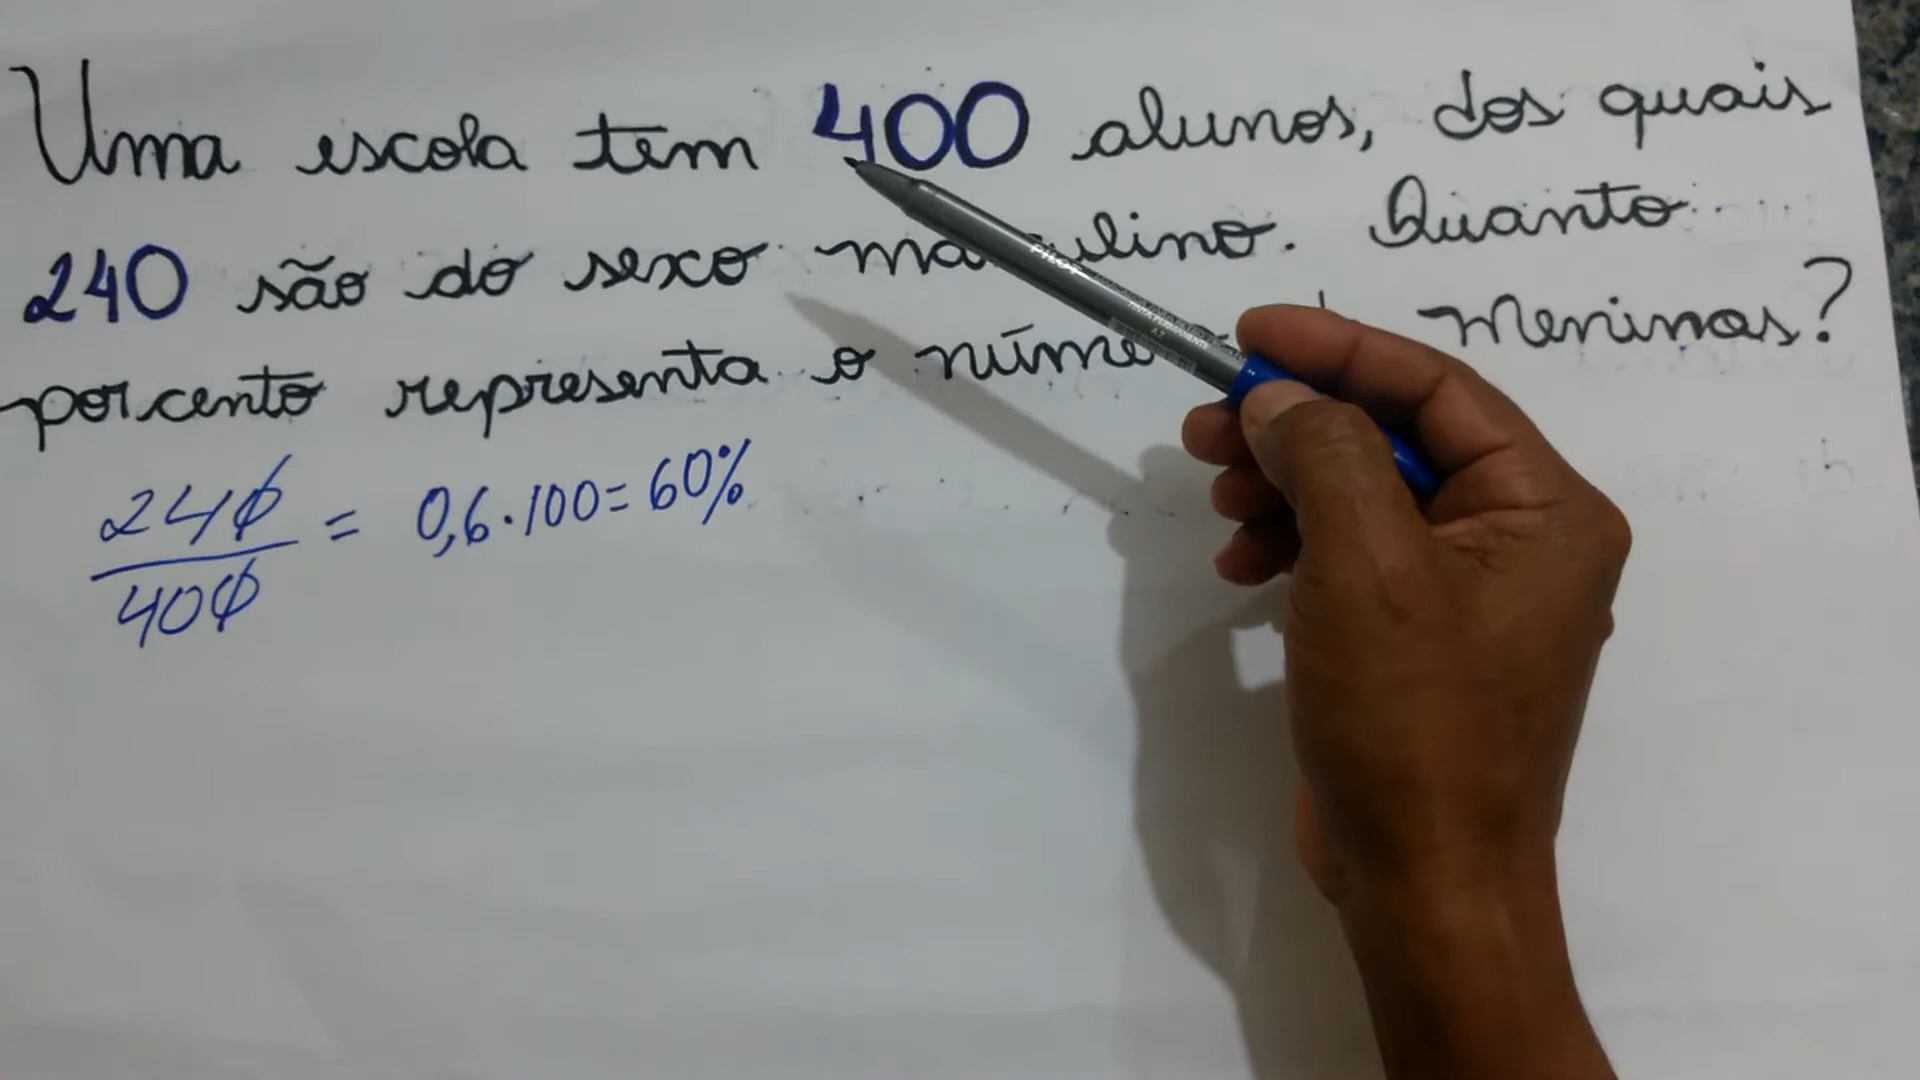 Uma escola tem 400 alunos, dos quais
240 são do sexo ma ulino. Quanto
porcento representa o núme Meninas?
240/400 = 0,6·100=60%
PILOT